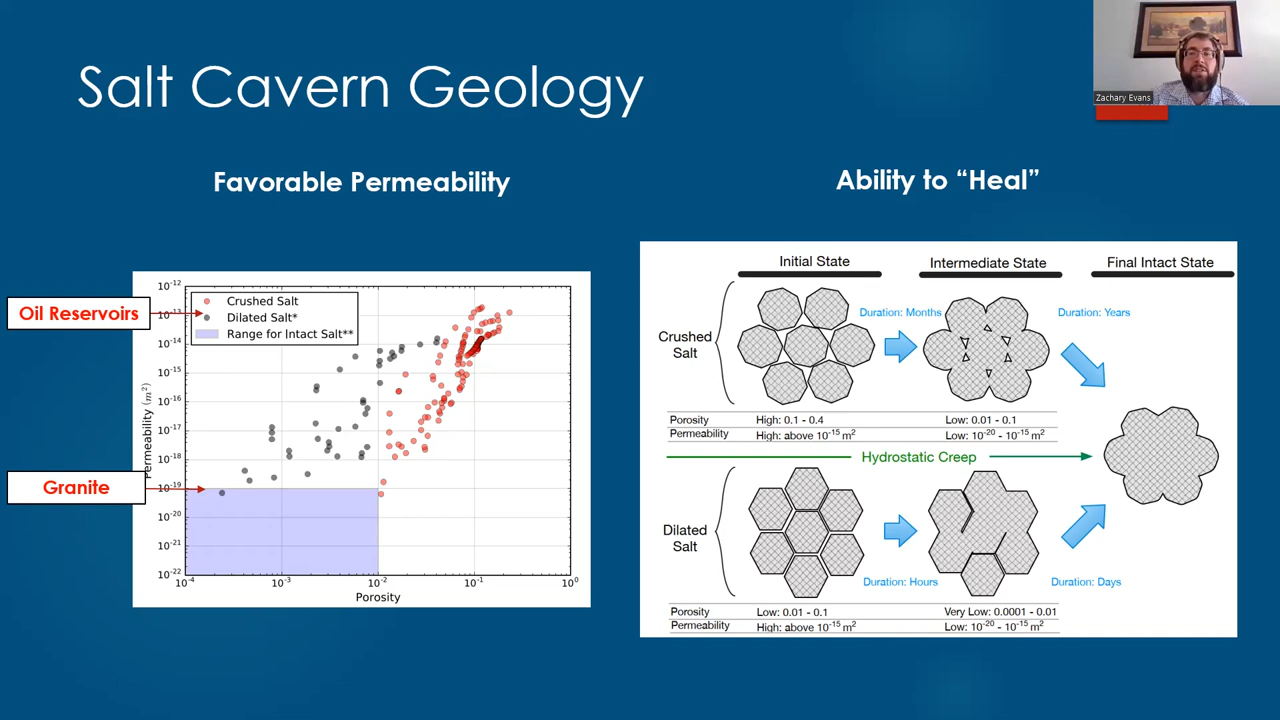 Salt Cavern Geology
Zachary Evans
Favorable Permeability
Ability to “Heal”
Oil Reservoirs
Granite
Crushed Salt
Dilated Salt*
Range for Intact Salt**
10⁻¹²
10⁻¹³
10⁻¹⁴
10⁻¹⁵
10⁻¹⁶
10⁻¹⁷
10⁻¹⁸
10⁻¹⁹
10⁻²⁰
10⁻²¹
10⁻²²
Permeability (m²)
10⁻⁴ 10⁻³ 10⁻² 10⁻¹ 10⁰
Porosity
Initial State Intermediate State Final Intact State
Crushed
Salt
Duration: Months
Duration: Years
Porosity High: 0.1 - 0.4 Low: 0.01 - 0.1
Permeability High: above 10⁻¹⁵ m² Low: 10⁻²⁰ - 10⁻¹⁵ m²
Hydrostatic Creep
Dilated
Salt
Duration: Hours
Duration: Days
Porosity Low: 0.01 - 0.1 Very Low: 0.0001 - 0.01
Permeability High: above 10⁻¹⁵ m² Low: 10⁻²⁰ - 10⁻¹⁵ m²